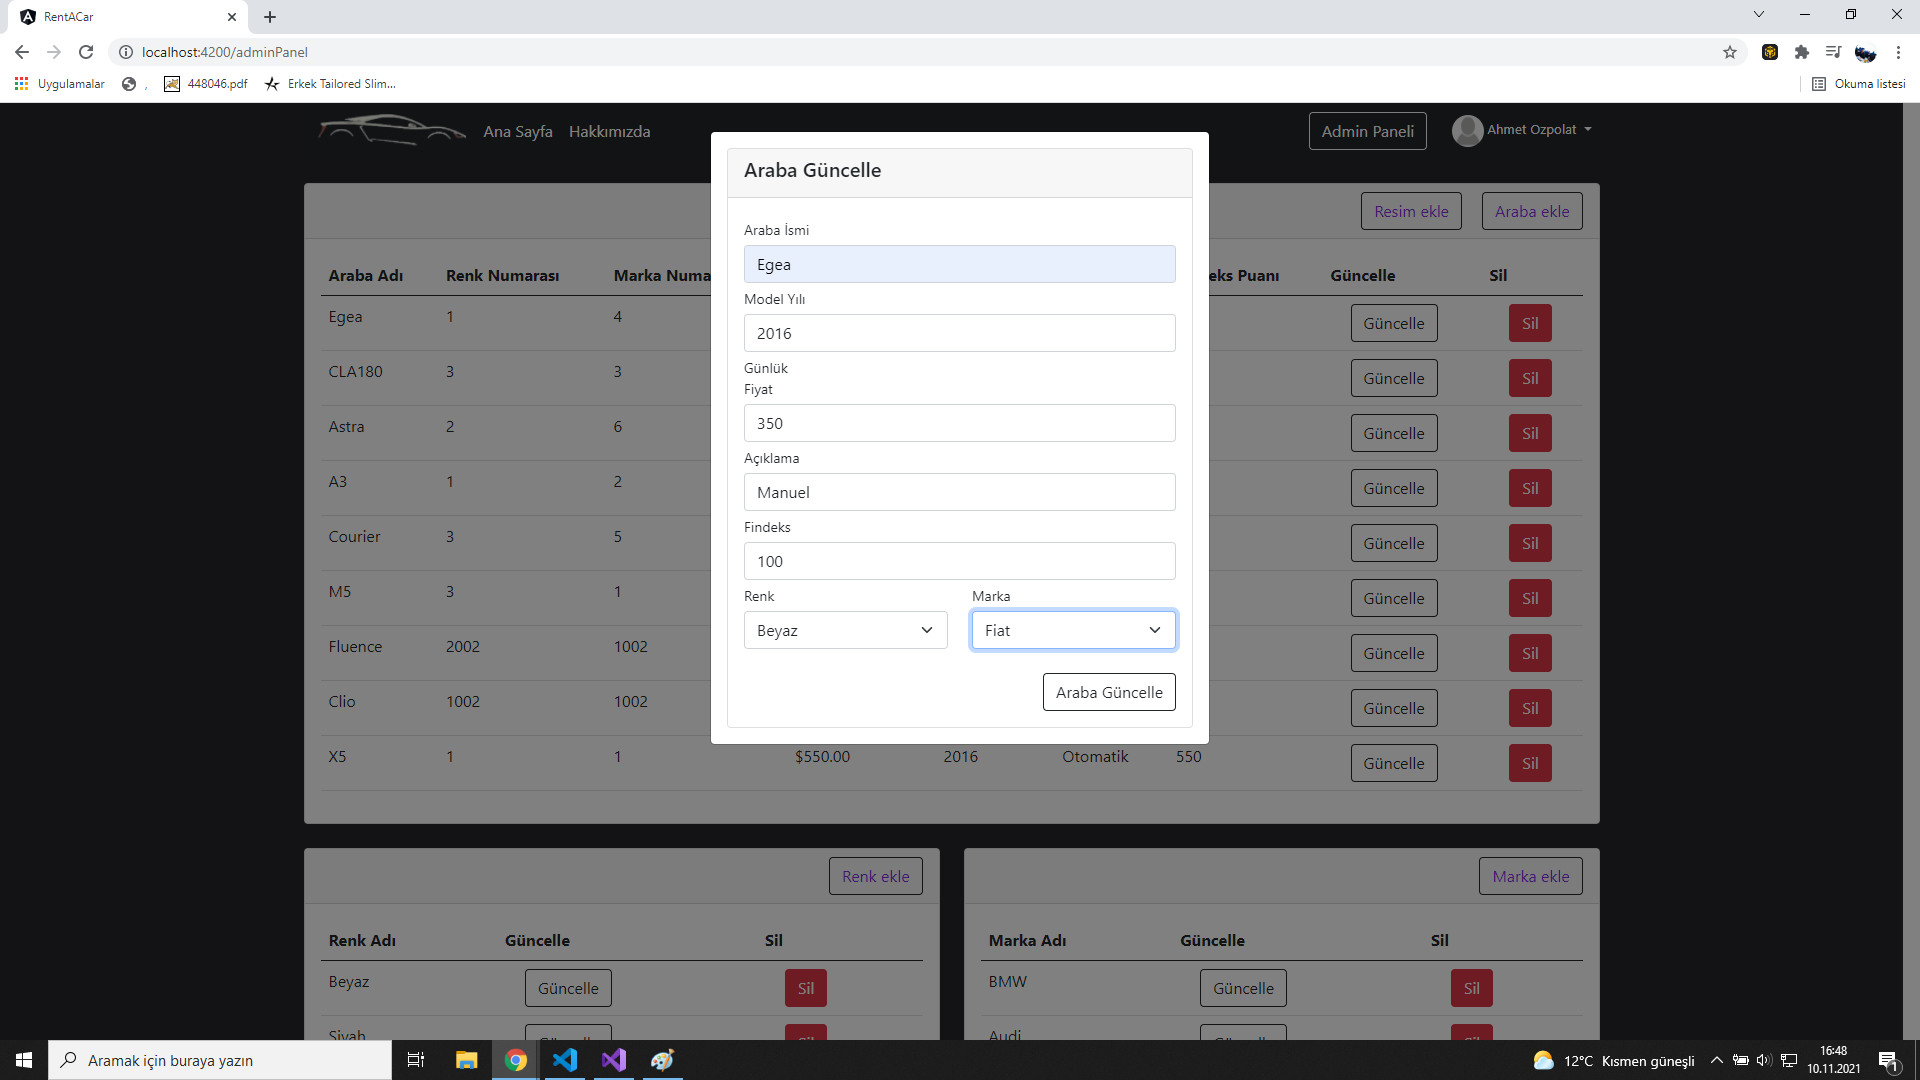 RentACar
localhost:4200/adminPanel
Uygulamalar , 448046.pdf Erkek Tailored Slim... Okuma listesi
Ana Sayfa Hakkımızda Admin Paneli Ahmet Ozpolat
Resim ekle Araba ekle
Araba Adı Renk Numarası Marka Numa eks Puanı Güncelle Sil
Egea 1 4 Güncelle Sil
CLA180 3 3 Güncelle Sil
Astra 2 6 Güncelle Sil
A3 1 2 Güncelle Sil
Courier 3 5 Güncelle Sil
M5 3 1 Güncelle Sil
Fluence 2002 1002 Güncelle Sil
Clio 1002 1002 Güncelle Sil
X5 1 1 $550.00 2016 Otomatik 550 Güncelle Sil
Araba Güncelle
Araba İsmi
Egea
Model Yılı
2016
Günlük
Fiyat
350
Açıklama
Manuel
Findeks
100
Renk Marka
Beyaz Fiat
Araba Güncelle
Renk ekle
Renk Adı Güncelle Sil
Beyaz Güncelle Sil
Siyah Güncelle Sil
Marka ekle
Marka Adı Güncelle Sil
BMW Güncelle Sil
Audi Güncelle Sil
Aramak için buraya yazın
12°C Kısmen güneşli
16:48
10.11.2021
1